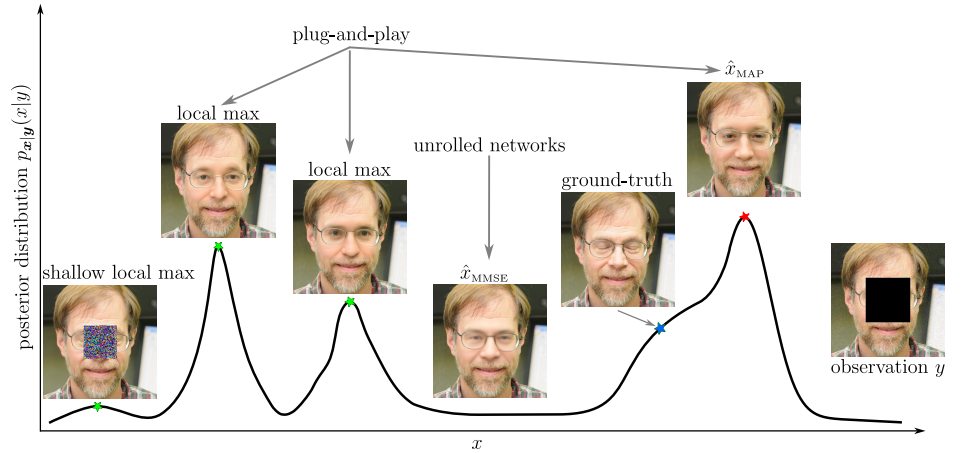 plug-and-play
x̂_MAP
local max
unrolled networks
local max
ground-truth
posterior distribution p_{x|y}(x|y)
shallow local max
x̂_MMSE
observation y
x